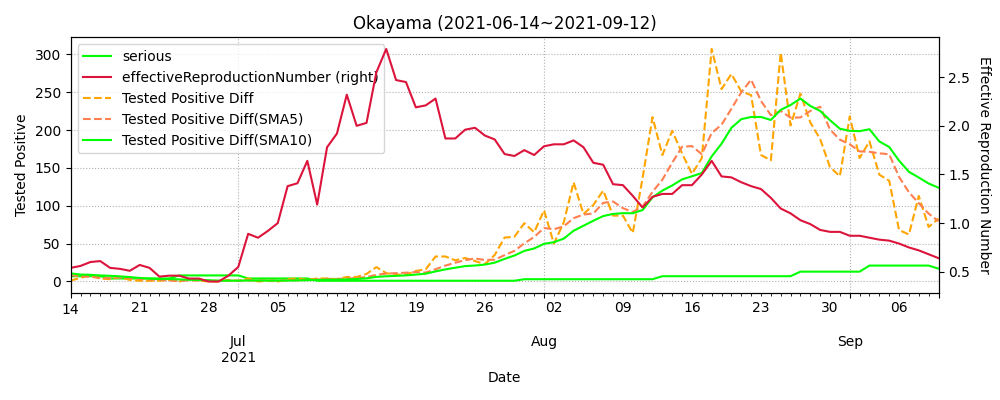 Okayama (2021-06-14~2021-09-12)
serious
effectiveReproductionNumber (right)
Tested Positive Diff
Tested Positive Diff(SMA5)
Tested Positive Diff(SMA10)
Tested Positive
300
250
200
150
100
50
0
Effective Reproduction Number
2.5
2.0
1.5
1.0
0.5
14 21 28 05 12 19 26 02 09 16 23 30 06
Jul Aug Sep
2021
Date